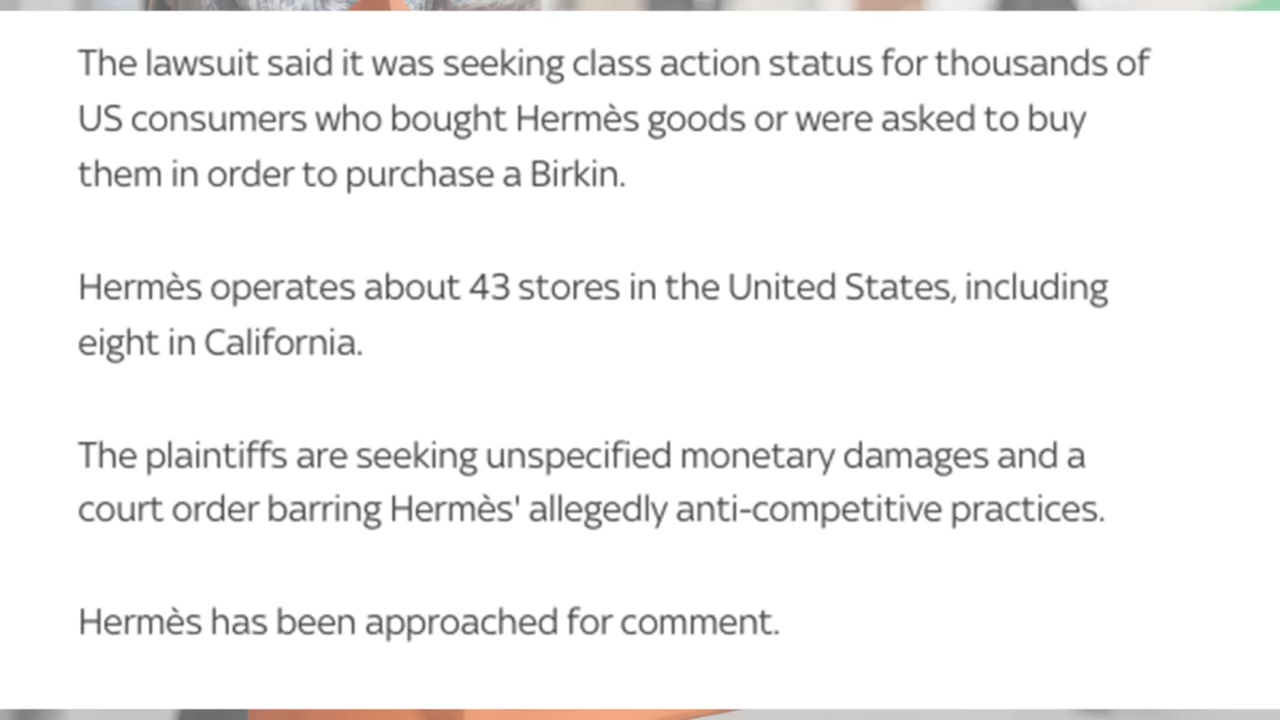 The lawsuit said it was seeking class action status for thousands of
US consumers who bought Hermès goods or were asked to buy
them in order to purchase a Birkin.
Hermès operates about 43 stores in the United States, including
eight in California.
The plaintiffs are seeking unspecified monetary damages and a
court order barring Hermès' allegedly anti-competitive practices.
Hermès has been approached for comment.